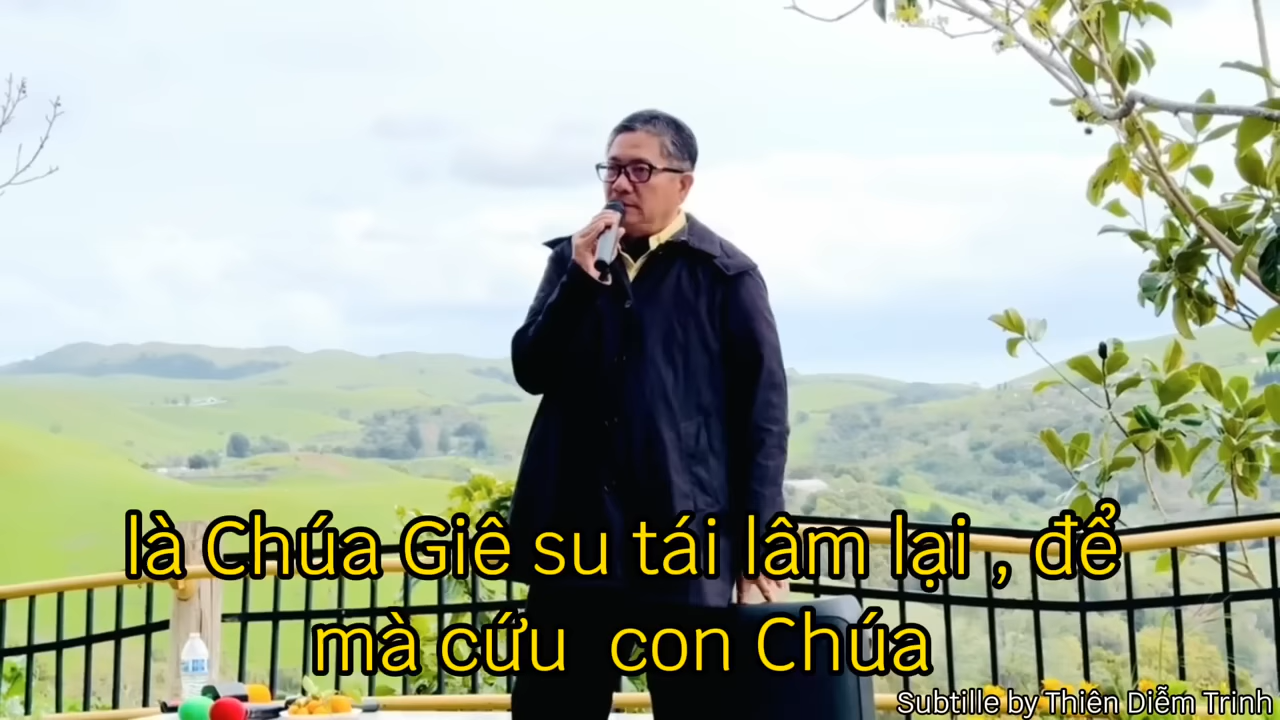 là Chúa Giê su tái lâm lại , để
mà cứu con Chúa
Subtille by Thiên Diễm Trinh